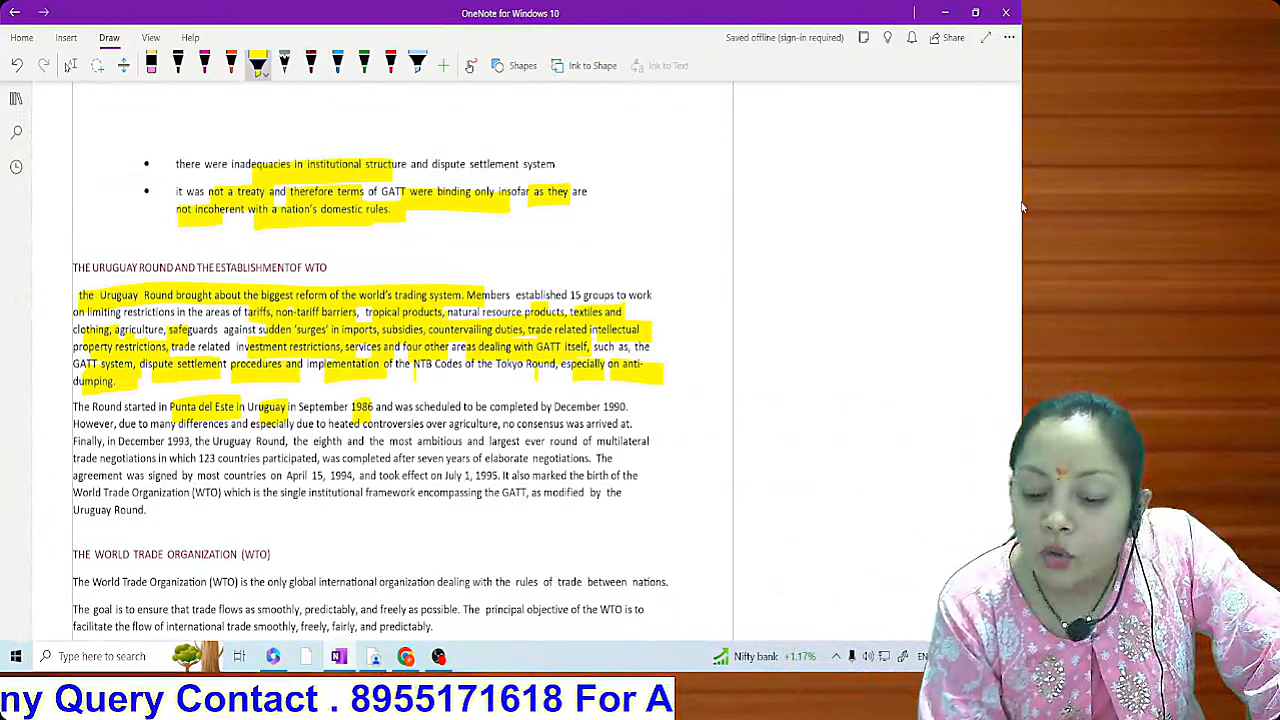 OneNote for Windows 10
Home Insert Draw View Help
Saved offline (sign-in required)
Share
Shapes
Ink to Shape
Ink to Text
• there were inadequacies in institutional structure and dispute settlement system
• it was not a treaty and therefore terms of GATT were binding only insofar as they are
not incoherent with a nation's domestic rules.
THE URUGUAY ROUND AND THE ESTABLISHMENTOF WTO
the Uruguay Round brought about the biggest reform of the world's trading system. Members established 15 groups to work
on limiting restrictions in the areas of tariffs, non-tariff barriers, tropical products, natural resource products, textiles and
clothing, agriculture, safeguards against sudden 'surges' in imports, subsidies, countervailing duties, trade related intellectual
property restrictions, trade related investment restrictions, services and four other areas dealing with GATT itself, such as, the
GATT system, dispute settlement procedures and implementation of the NTB Codes of the Tokyo Round, especially on anti-
dumping.
The Round started in Punta del Este in Uruguay in September 1986 and was scheduled to be completed by December 1990.
However, due to many differences and especially due to heated controversies over agriculture, no consensus was arrived at.
Finally, in December 1993, the Uruguay Round, the eighth and the most ambitious and largest ever round of multilateral
trade negotiations in which 123 countries participated, was completed after seven years of elaborate negotiations. The
agreement was signed by most countries on April 15, 1994, and took effect on July 1, 1995. It also marked the birth of the
World Trade Organization (WTO) which is the single institutional framework encompassing the GATT, as modified by the
Uruguay Round.
THE WORLD TRADE ORGANIZATION (WTO)
The World Trade Organization (WTO) is the only global international organization dealing with the rules of trade between nations.
The goal is to ensure that trade flows as smoothly, predictably, and freely as possible. The principal objective of the WTO is to
facilitate the flow of international trade smoothly, freely, fairly, and predictably.
Type here to search
Nifty bank +1.17%
EN
ny Query Contact . 8955171618 For A